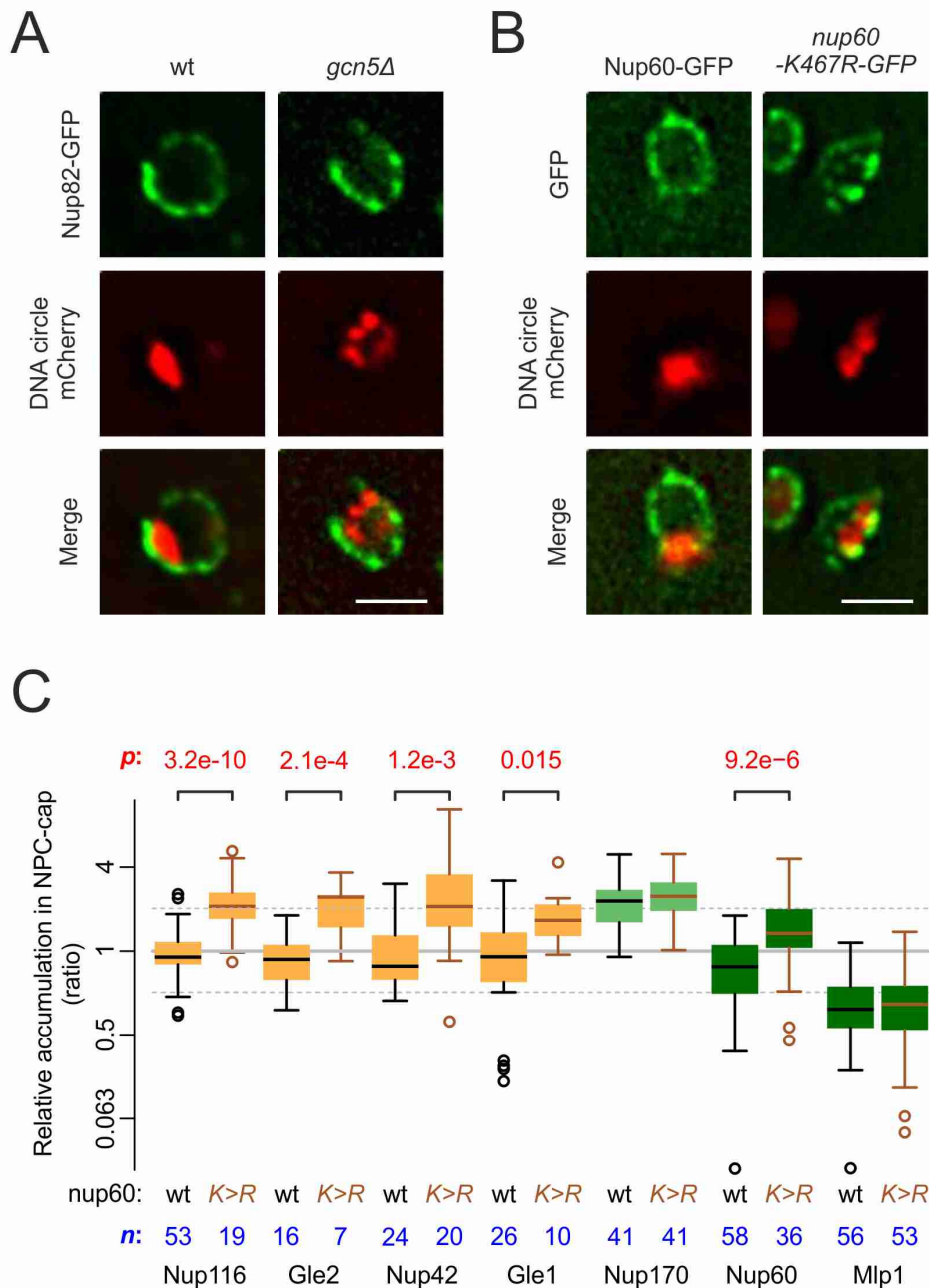 A
wt
gcn5Δ
Nup82-GFP
DNA circle
mCherry
Merge
B
Nup60-GFP
nup60
-K467R-GFP
GFP
DNA circle
mCherry
Merge
C
p: 3.2e-10 2.1e-4 1.2e-3 0.015 9.2e−6
Relative accumulation in NPC-cap
(ratio)
4
1
0.5
0.063
nup60: wt K>R wt K>R wt K>R wt K>R wt K>R wt K>R wt K>R
n: 53 19 16 7 24 20 26 10 41 41 58 36 56 53
Nup116 Gle2 Nup42 Gle1 Nup170 Nup60 Mlp1